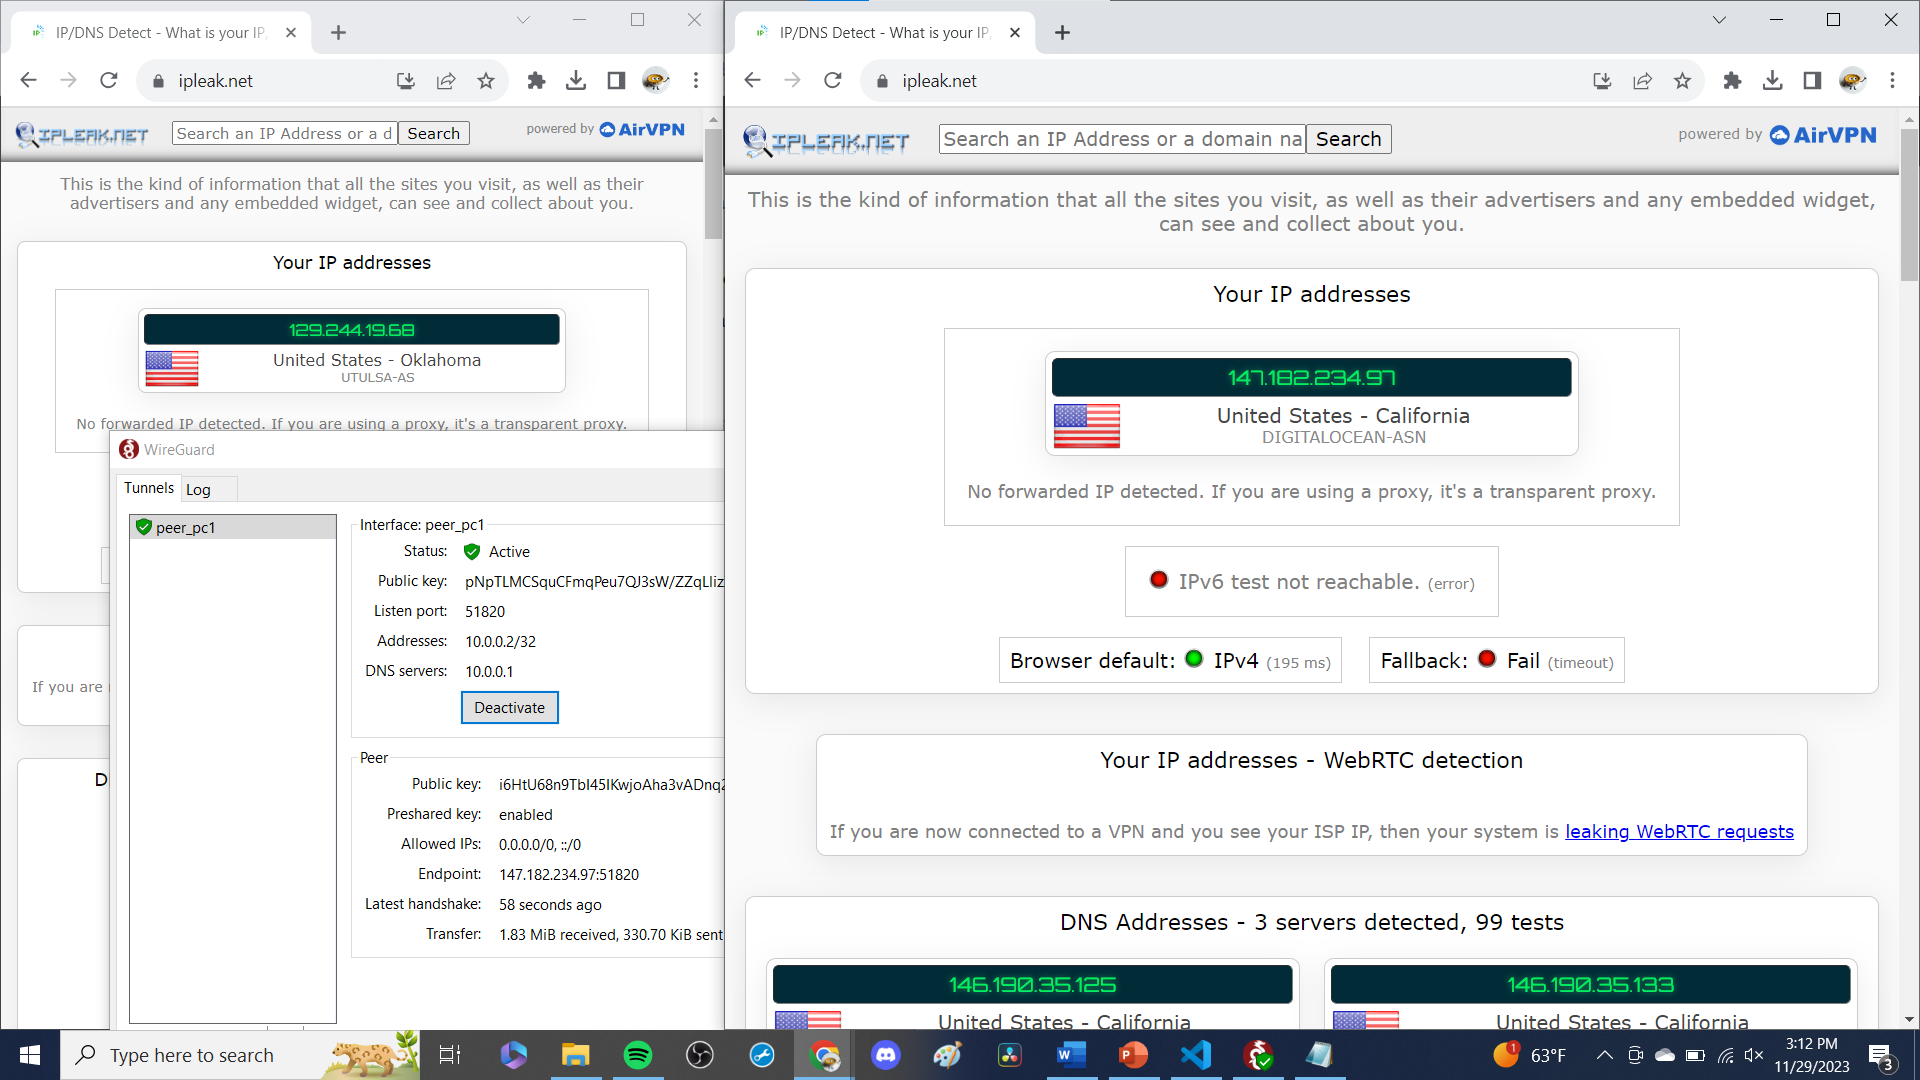 IP/DNS Detect - What is your IP,
ipleak.net
IPLEAK.NET
Search an IP Address or a d
Search
powered by AirVPN
This is the kind of information that all the sites you visit, as well as their
advertisers and any embedded widget, can see and collect about you.
Your IP addresses
129.244.19.68
United States - Oklahoma
UTULSA-AS
No forwarded IP detected. If you are using a proxy, it's a transparent proxy.
If you are
D
WireGuard
Tunnels
Log
peer_pc1
Interface: peer_pc1
Status: Active
Public key: pNpTLMCSquCFmqPeu7QJ3sW/ZZqLliz
Listen port: 51820
Addresses: 10.0.0.2/32
DNS servers: 10.0.0.1
Deactivate
Peer
Public key: i6HtU68n9TbI45IKwjoAha3vADnq2
Preshared key: enabled
Allowed IPs: 0.0.0.0/0, ::/0
Endpoint: 147.182.234.97:51820
Latest handshake: 58 seconds ago
Transfer: 1.83 MiB received, 330.70 KiB sent
IP/DNS Detect - What is your IP,
ipleak.net
IPLEAK.NET
Search an IP Address or a domain na
Search
powered by AirVPN
This is the kind of information that all the sites you visit, as well as their advertisers and any embedded widget,
can see and collect about you.
Your IP addresses
147.182.234.97
United States - California
DIGITALOCEAN-ASN
No forwarded IP detected. If you are using a proxy, it's a transparent proxy.
IPv6 test not reachable. (error)
Browser default: IPv4 (195 ms)
Fallback: Fail (timeout)
Your IP addresses - WebRTC detection
If you are now connected to a VPN and you see your ISP IP, then your system is leaking WebRTC requests
DNS Addresses - 3 servers detected, 99 tests
146.190.35.125
United States - California
146.190.35.133
United States - California
Type here to search
1
63°F
3:12 PM
11/29/2023
3